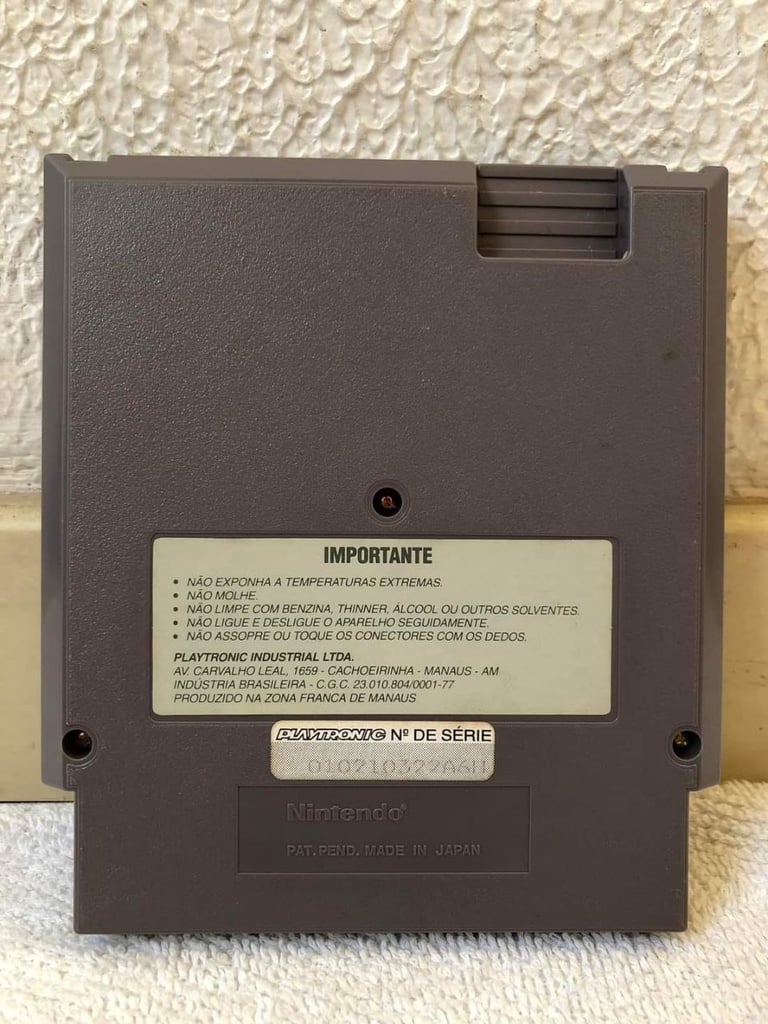 IMPORTANTE
• NÃO EXPONHA A TEMPERATURAS EXTREMAS.
• NÃO MOLHE.
• NÃO LIMPE COM BENZINA, THINNER, ÁLCOOL OU OUTROS SOLVENTES.
• NÃO LIGUE E DESLIGUE O APARELHO SEGUIDAMENTE.
• NÃO ASSOPRE OU TOQUE OS CONECTORES COM OS DEDOS.
PLAYTRONIC INDUSTRIAL LTDA.
AV. CARVALHO LEAL, 1659 - CACHOEIRINHA - MANAUS - AM
INDÚSTRIA BRASILEIRA - C.G.C. 23.010.804/0001-77
PRODUZIDO NA ZONA FRANCA DE MANAUS
PLAYTRONIC Nº DE SÉRIE
Nintendo®
PAT. PEND. MADE IN JAPAN